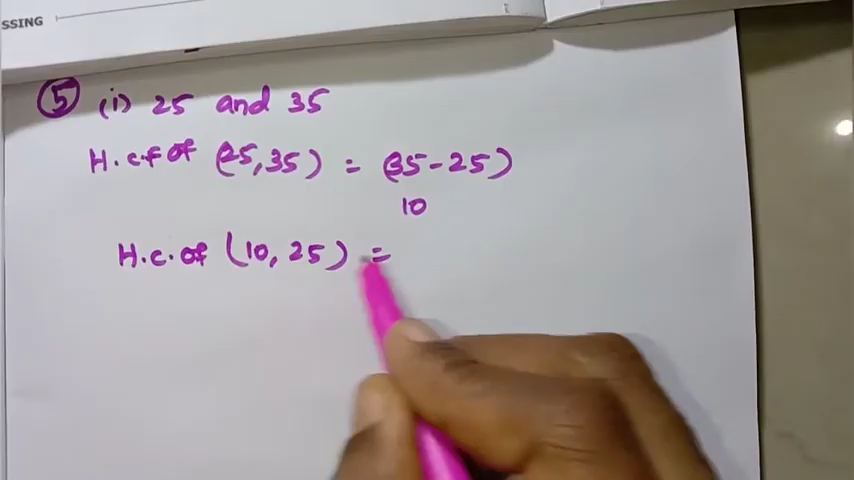 SSING
5 (i) 25 and 35
H.c.f of (25,35) = (35-25)
10
H.c.of (10, 25) =